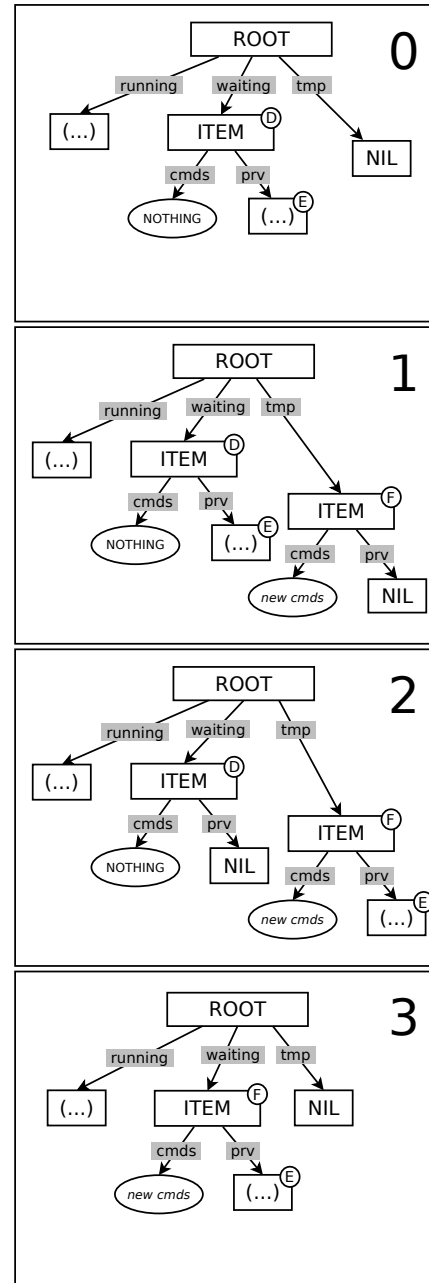 ROOT
0
running waiting tmp
(...)
ITEM D
NIL
cmds prv
NOTHING
(...) E
ROOT
1
running waiting tmp
(...)
ITEM D
cmds prv
NOTHING
(...) E
ITEM F
cmds prv
new cmds
NIL
ROOT
2
running waiting tmp
(...)
ITEM D
cmds prv
NOTHING
NIL
ITEM F
cmds prv
new cmds
(...) E
ROOT
3
running waiting tmp
(...)
ITEM F
NIL
cmds prv
new cmds
(...) E